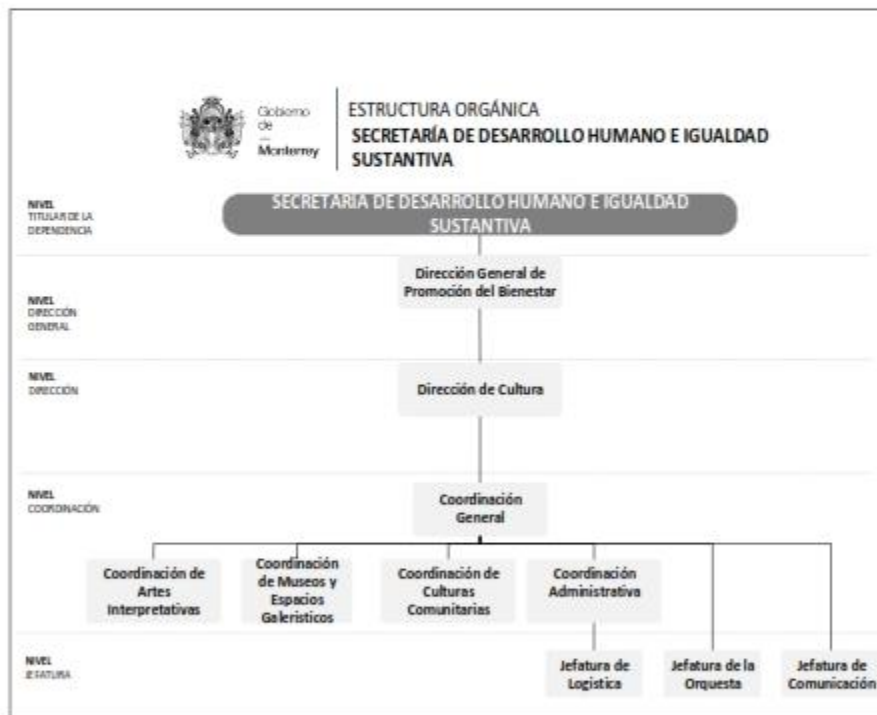 Gobierno
de
Monterrey
ESTRUCTURA ORGÁNICA
SECRETARÍA DE DESARROLLO HUMANO E IGUALDAD
SUSTANTIVA
NIVEL
TITULAR DE LA
DEPENDENCIA
SECRETARIA DE DESARROLLO HUMANO E IGUALDAD
SUSTANTIVA
NIVEL
DIRECCIÓN
GENERAL
Dirección General de
Promoción del Bienestar
NIVEL
DIRECCIÓN
Dirección de Cultura
NIVEL
COORDINACIÓN
Coordinación
General
Coordinación de
Artes
Interpretativas
Coordinación
de Museos y
Espacios
Galerísticos
Coordinación de
Culturas
Comunitarias
Coordinación
Administrativa
NIVEL
JEFATURA
Jefatura de
Logística
Jefatura de la
Orquesta
Jefatura de
Comunicación